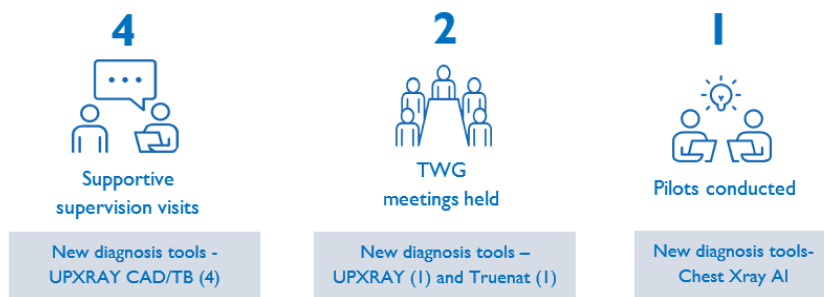 4
Supportive
supervision visits
New diagnosis tools -
UPXRAY CAD/TB (4)
2
TWG
meetings held
New diagnosis tools –
UPXRAY (1) and Truenat (1)
1
Pilots conducted
New diagnosis tools-
Chest Xray AI